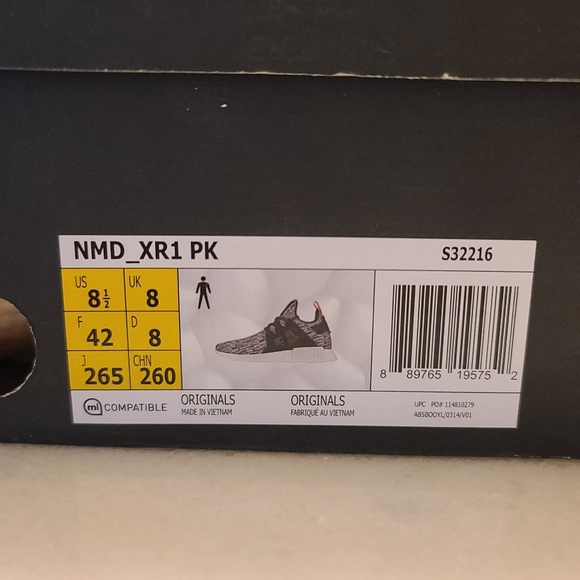 NMD_XR1 PK S32216
US 8½ UK 8
F 42 D 8
J 265 CHN 260
mi COMPATIBLE
ORIGINALS ORIGINALS
MADE IN VIETNAM FABRIQUÉ AU VIETNAM
8 89765 19575 2
UPC PO# 114810279
ABSBOOYL/0314/V01